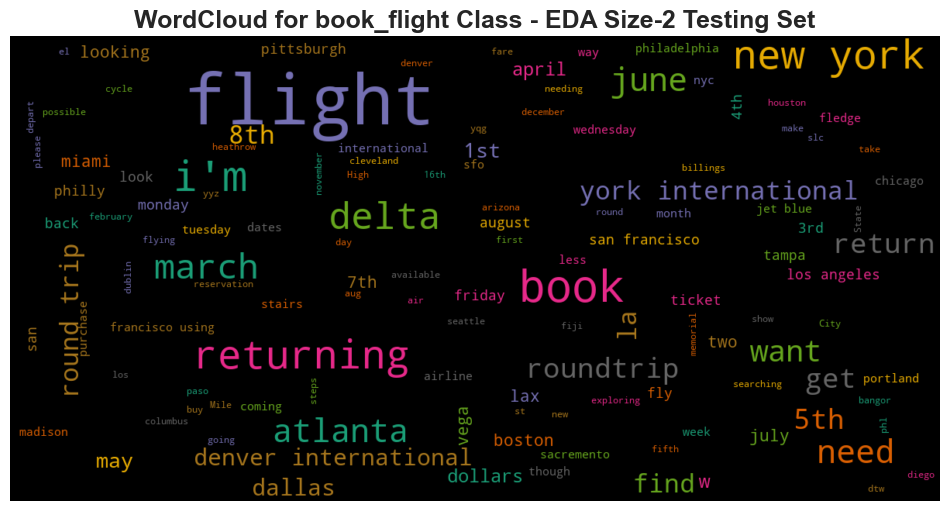 WordCloud for book_flight Class - EDA Size-2 Testing Set
el
looking
pittsburgh
denver
fare
way
philadelphia
new york
april
june
nyc
needing
cycle
possible
flight
december
4th
houston
fledge
8th
yqg
wednesday
make
slc
please depart
heathrow
international
1st
take
miami
cleveland
sfo
billings
look
i'm
High
16th
november
philly
yyz
york international
chicago
monday
delta
round
month
jet blue
State
back
february
tuesday
dates
august
arizona
3rd
flying
day
first
san francisco
return
tampa
dublin
march
less
los angeles
reservation
7th
available
book
round trip
stairs
aug
air
friday
ticket
purchase
francisco using
seattle
fiji
la
memorial
show
City
san
two
returning
want
los
airline
roundtrip
get
portland
steps
searching
paso
lax
fly
exploring
bangor
buy
Mile
coming
vega
st
new
5th
phl
columbus
madison
going
atlanta
boston
week
july
need
fifth
may
denver international
sacremento
dollars
though
diego
dallas
find
w
dtw